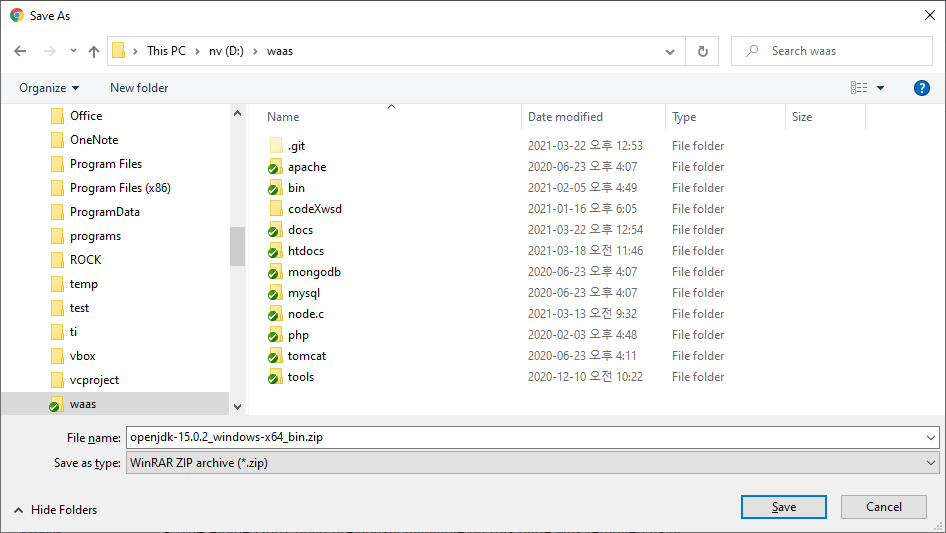 Save As
This PC > nv (D:) > waas
Search waas
Organize
New folder
?
Office
OneNote
Program Files
Program Files (x86)
ProgramData
programs
ROCK
temp
test
ti
vbox
vcproject
waas
Name Date modified Type Size
.git 2021-03-22 오후 12:53 File folder
apache 2020-06-23 오후 4:07 File folder
bin 2021-02-05 오후 4:49 File folder
codeXwsd 2021-01-16 오후 6:05 File folder
docs 2021-03-22 오후 12:54 File folder
htdocs 2021-03-18 오전 11:46 File folder
mongodb 2020-06-23 오후 4:07 File folder
mysql 2020-06-23 오후 4:07 File folder
node.c 2021-03-13 오전 9:32 File folder
php 2020-02-03 오후 4:48 File folder
tomcat 2020-06-23 오후 4:11 File folder
tools 2020-12-10 오전 10:22 File folder
File name: openjdk-15.0.2_windows-x64_bin.zip
Save as type: WinRAR ZIP archive (*.zip)
Hide Folders
Save
Cancel